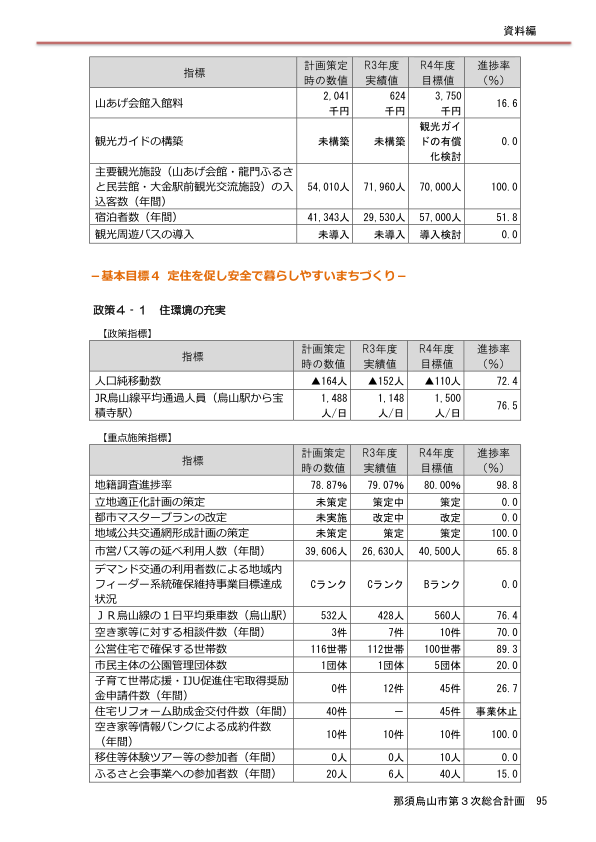 資料編
指標 計画策定時の数値 R3年度実績値 R4年度目標値 進捗率（％）
山あげ会館入館料 2,041千円 624千円 3,750千円 16.6
観光ガイドの構築 未構築 未構築 観光ガイドの有償化検討 0.0
主要観光施設（山あげ会館・龍門ふるさと民芸館・大金駅前観光交流施設）の入込客数（年間） 54,010人 71,960人 70,000人 100.0
宿泊者数（年間） 41,343人 29,530人 57,000人 51.8
観光周遊バスの導入 未導入 未導入 導入検討 0.0
－基本目標４ 定住を促し安全で暮らしやすいまちづくり－
政策４‐１　住環境の充実
【政策指標】
指標 計画策定時の数値 R3年度実績値 R4年度目標値 進捗率（％）
人口純移動数 ▲164人 ▲152人 ▲110人 72.4
JR烏山線平均通過人員（烏山駅から宝積寺駅） 1,488人/日 1,148人/日 1,500人/日 76.5
【重点施策指標】
指標 計画策定時の数値 R3年度実績値 R4年度目標値 進捗率（％）
地籍調査進捗率 78.87% 79.07% 80.00% 98.8
立地適正化計画の策定 未策定 策定中 策定 0.0
都市マスタープランの改定 未実施 改定中 改定 0.0
地域公共交通網形成計画の策定 未策定 策定 策定 100.0
市営バス等の延べ利用人数（年間） 39,606人 26,630人 40,500人 65.8
デマンド交通の利用者数による地域内フィーダー系統確保維持事業目標達成状況 Cランク Cランク Bランク 0.0
ＪＲ烏山線の１日平均乗車数（烏山駅） 532人 428人 560人 76.4
空き家等に対する相談件数（年間） 3件 7件 10件 70.0
公営住宅で確保する世帯数 116世帯 112世帯 100世帯 89.3
市民主体の公園管理団体数 1団体 1団体 5団体 20.0
子育て世帯応援・IJU促進住宅取得奨励金申請件数（年間） 0件 12件 45件 26.7
住宅リフォーム助成金交付件数（年間） 40件 － 45件 事業休止
空き家等情報バンクによる成約件数（年間） 10件 10件 10件 100.0
移住等体験ツアー等の参加者（年間） 0人 0人 10人 0.0
ふるさと会事業への参加者数（年間） 20人 6人 40人 15.0
那須烏山市第３次総合計画 95